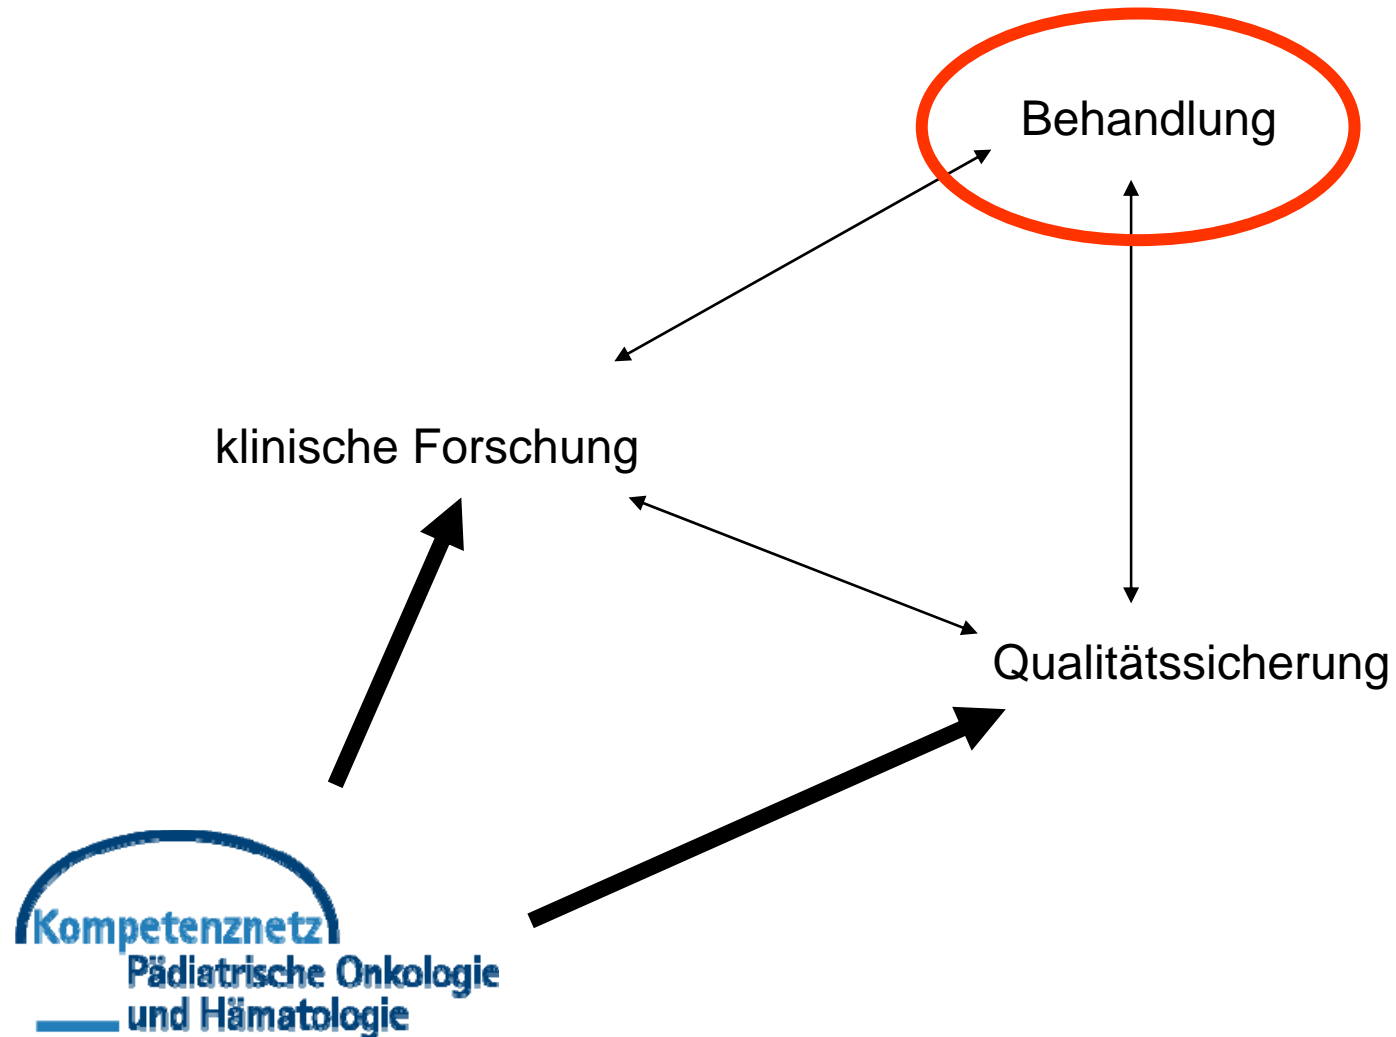 Behandlung
klinische Forschung
Qualitätssicherung
Kompetenznetz
Pädiatrische Onkologie
und Hämatologie